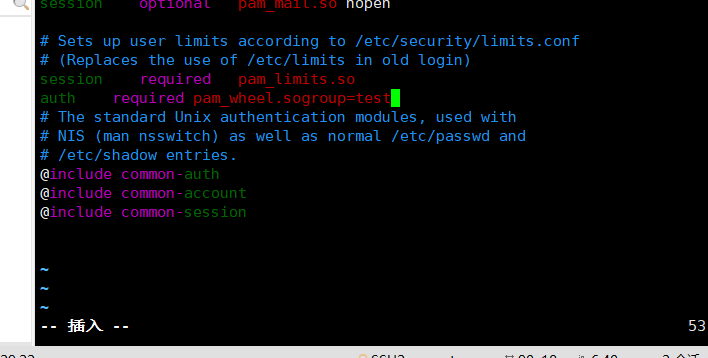 session    optional   pam_mail.so nopen
# Sets up user limits according to /etc/security/limits.conf
# (Replaces the use of /etc/limits in old login)
session    required   pam_limits.so
auth    required pam_wheel.sogroup=test
# The standard Unix authentication modules, used with
# NIS (man nsswitch) as well as normal /etc/passwd and
# /etc/shadow entries.
@include common-auth
@include common-account
@include common-session
~
~
~
-- 插入 -- 53